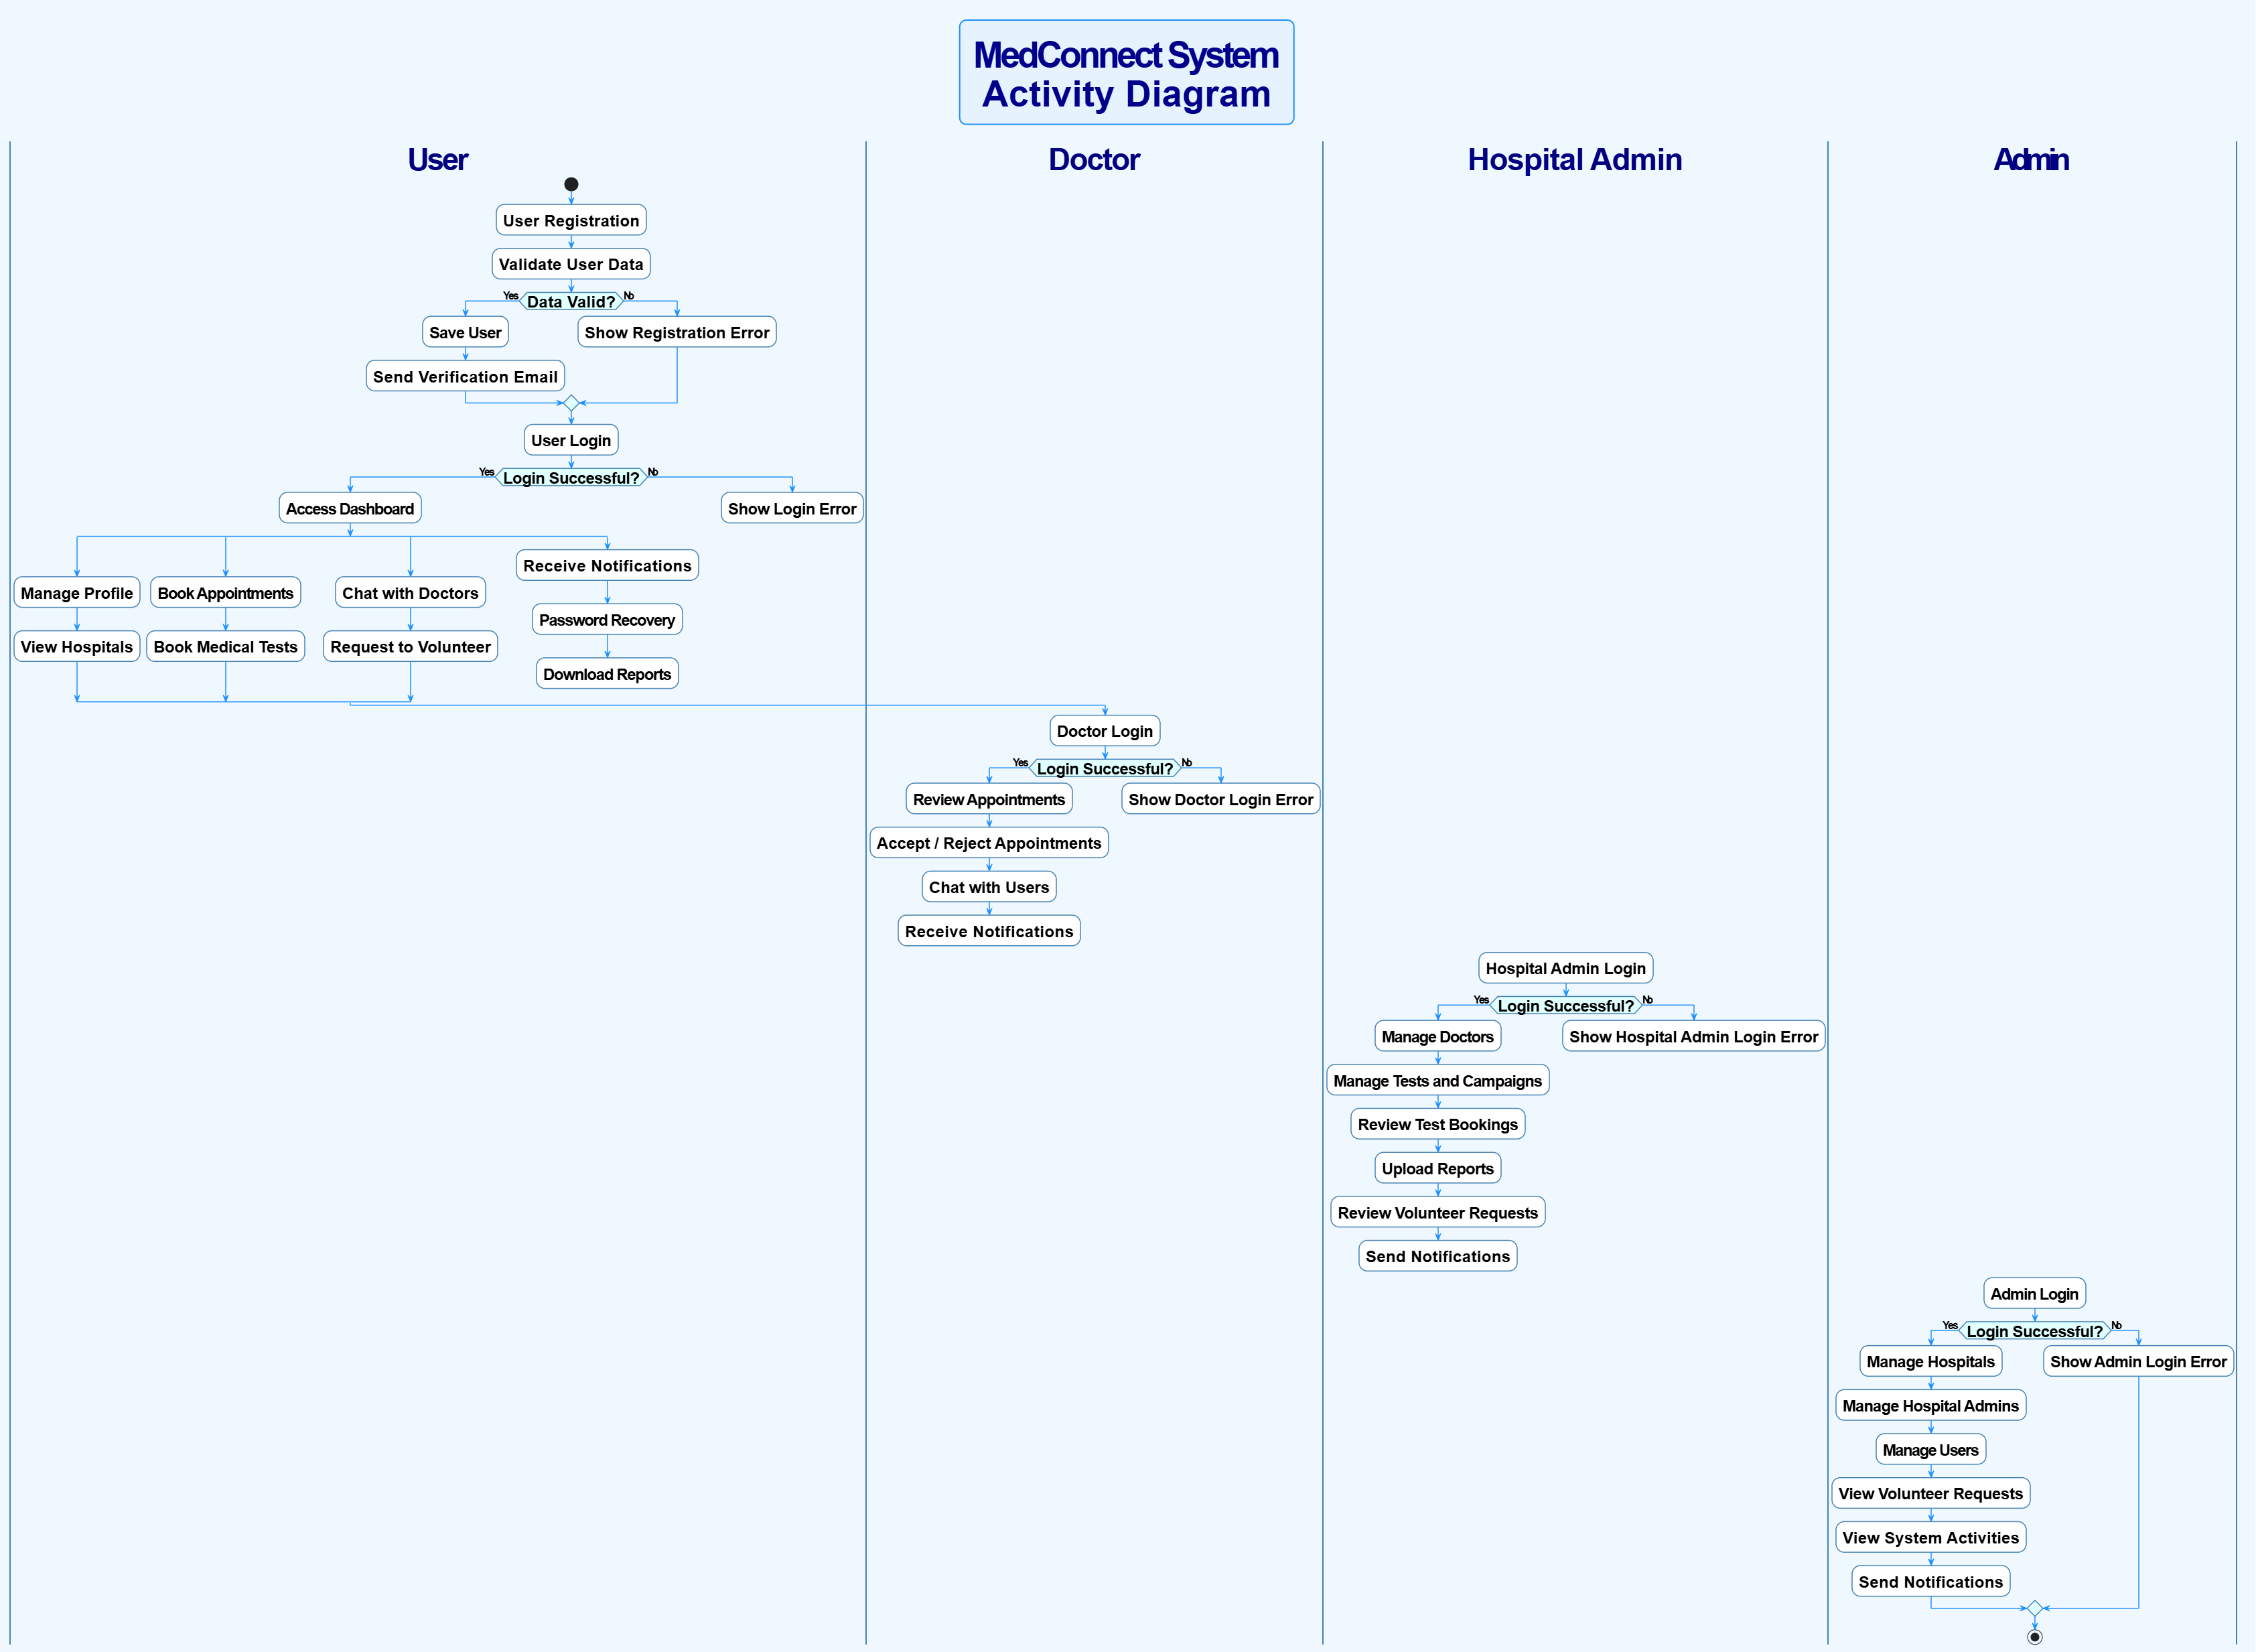 MedConnect System
Activity Diagram
User
Doctor
Hospital Admin
Admin
User Registration
Validate User Data
Yes
Data Valid?
No
Save User
Show Registration Error
Send Verification Email
User Login
Yes
Login Successful?
No
Access Dashboard
Show Login Error
Receive Notifications
Manage Profile
Book Appointments
Chat with Doctors
Password Recovery
View Hospitals
Book Medical Tests
Request to Volunteer
Download Reports
Doctor Login
Yes
Login Successful?
No
Review Appointments
Show Doctor Login Error
Accept / Reject Appointments
Chat with Users
Receive Notifications
Hospital Admin Login
Yes
Login Successful?
No
Manage Doctors
Show Hospital Admin Login Error
Manage Tests and Campaigns
Review Test Bookings
Upload Reports
Review Volunteer Requests
Send Notifications
Admin Login
Yes
Login Successful?
No
Manage Hospitals
Show Admin Login Error
Manage Hospital Admins
Manage Users
View Volunteer Requests
View System Activities
Send Notifications